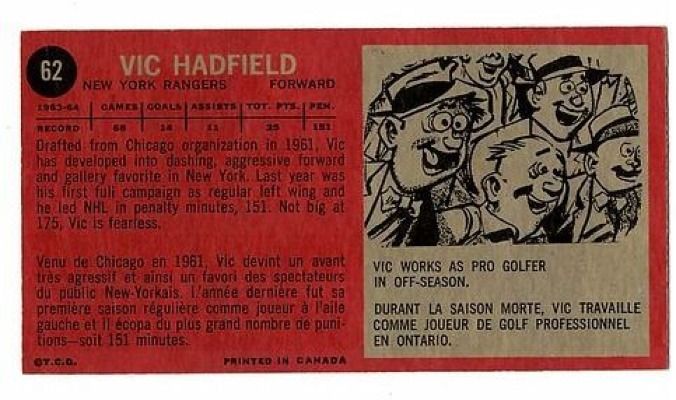 62
VIC HADFIELD
NEW YORK RANGERS FORWARD
1963-64 GAMES GOALS ASSISTS TOT. PTS. PEN.
RECORD 14 11 25 151
Drafted from Chicago organization in 1961, Vic
has developed into dashing, aggressive forward
and gallery favorite in New York. Last year was
his first full campaign as regular left wing and
he led NHL in penalty minutes, 151. Not big at
175, Vic is fearless.
Venu de Chicago en 1961, Vic devint un avant
très agressif et ainsi un favori des spectateurs
du public New-Yorkais. L'année dernière fut sa
première saison régulière comme joueur à l'aile
gauche et il écopa du plus grand nombre de puni-
tions—soit 151 minutes.
©T.C.G. PRINTED IN CANADA
VIC WORKS AS PRO GOLFER
IN OFF-SEASON.
DURANT LA SAISON MORTE, VIC TRAVAILLE
COMME JOUEUR DE GOLF PROFESSIONNEL
EN ONTARIO.